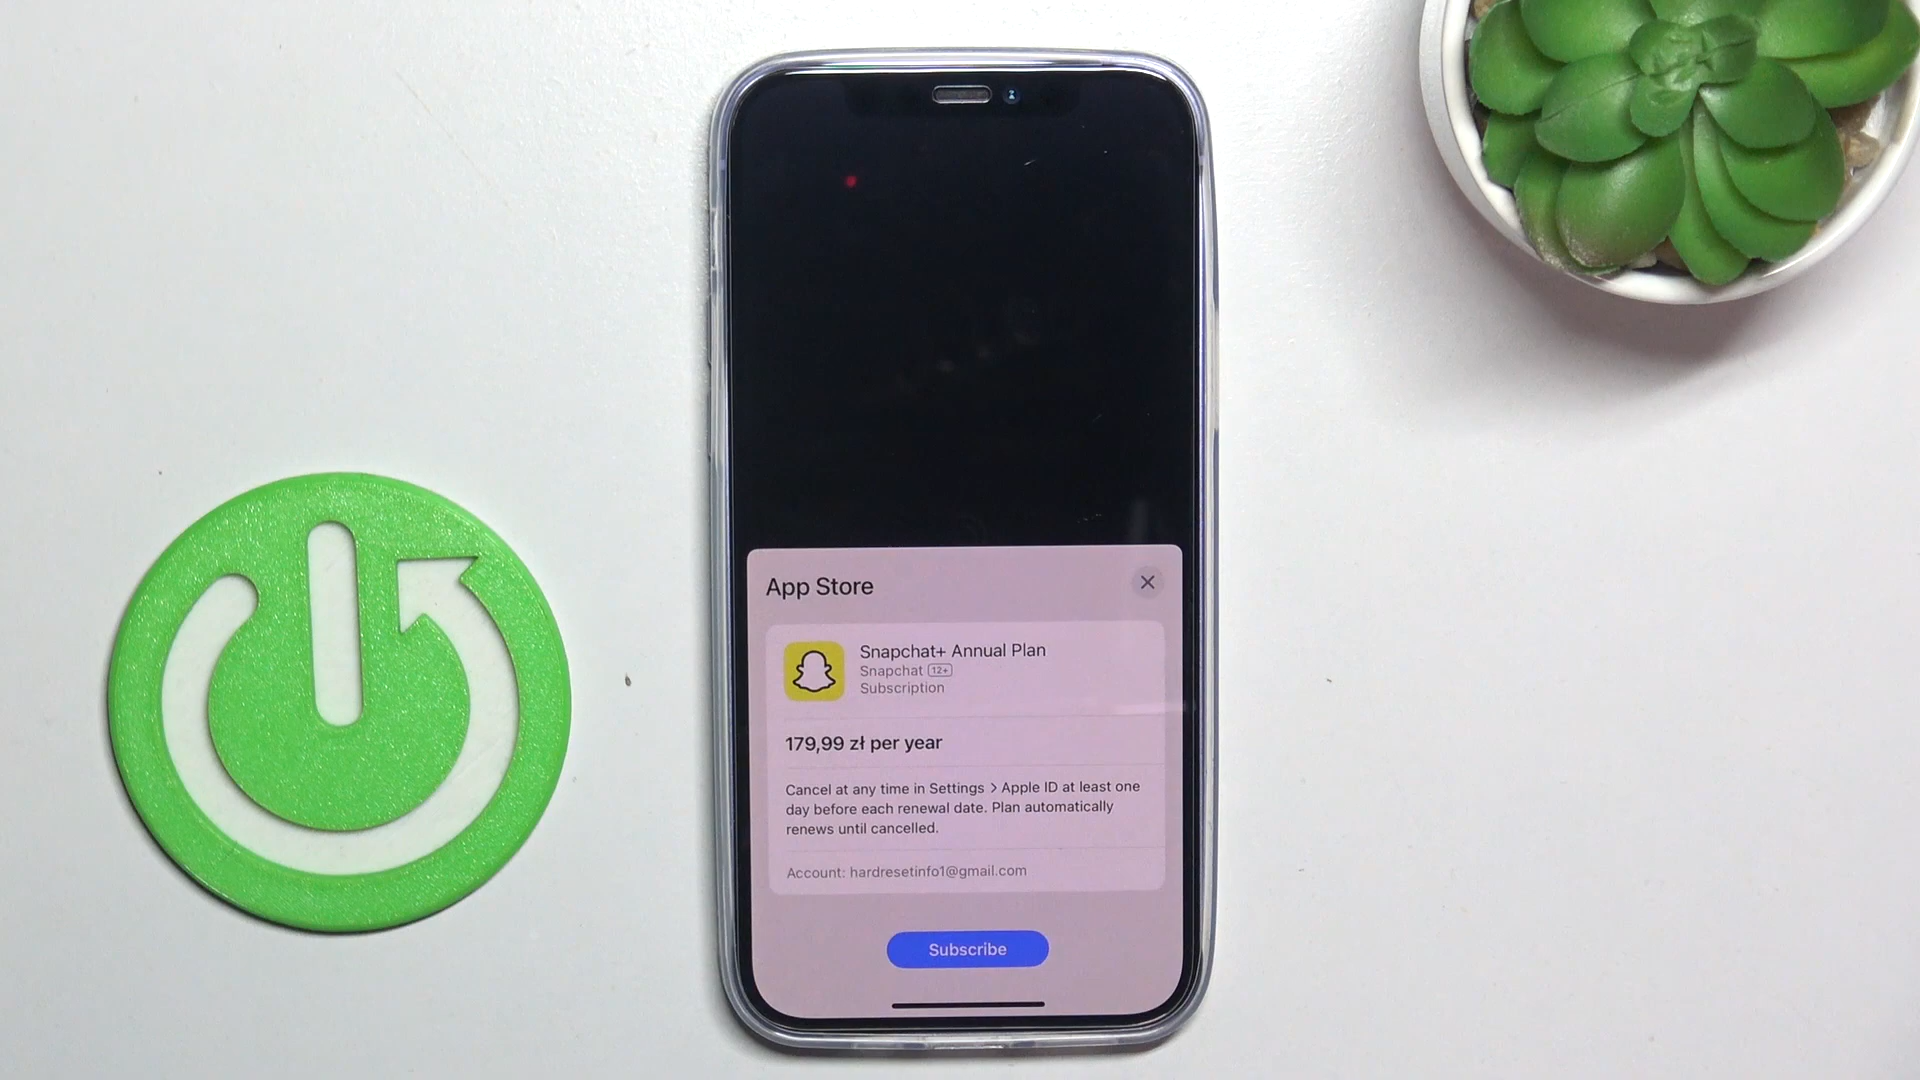 App Store
Snapchat+ Annual Plan
Snapchat 12+
Subscription
179,99 zł per year
Cancel at any time in Settings > Apple ID at least one
day before each renewal date. Plan automatically
renews until cancelled.
Account: hardresetinfo1@gmail.com
Subscribe